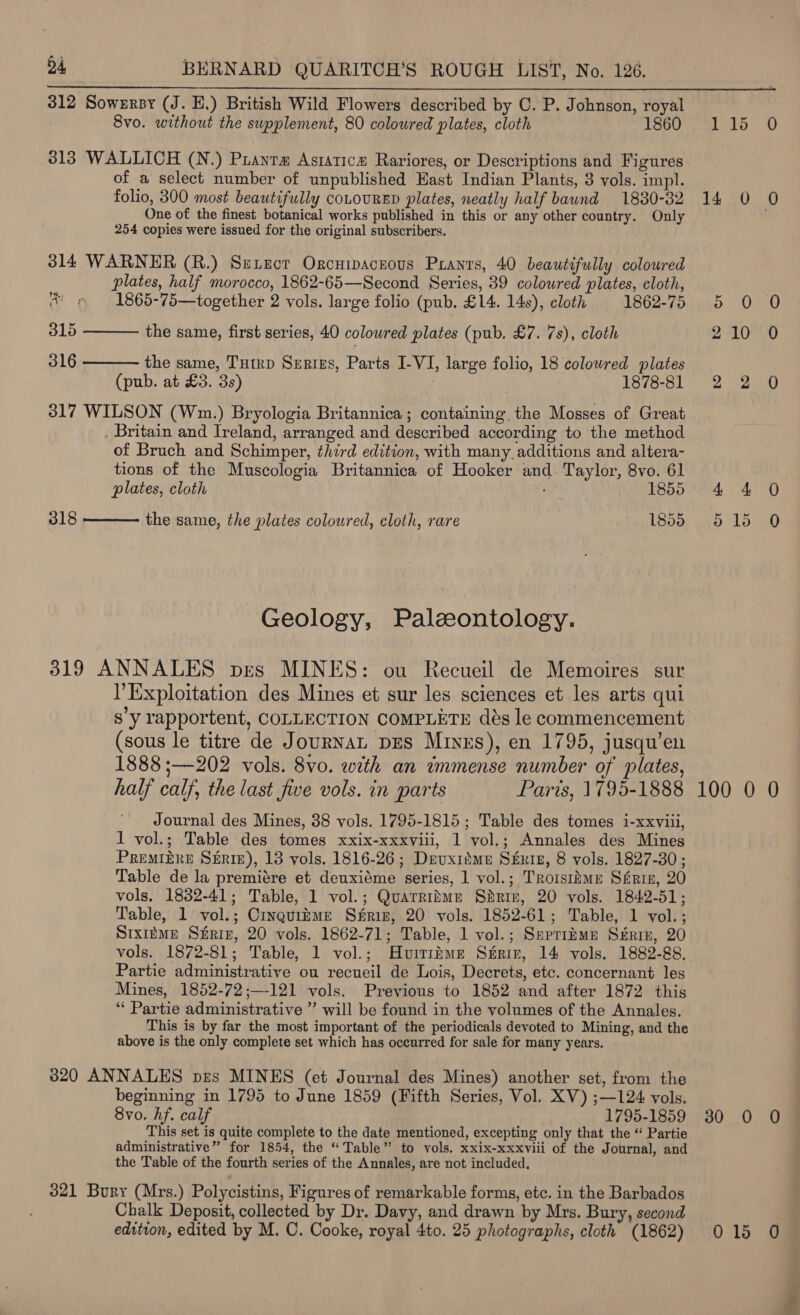 24 BERNARD QUARITCH'S ROUGH LIST, No. 126.
312 SOWERBY (J. E.) British Wild Flowers described by C. P. Johnson, royal
8vo. without the supplement, 80 coloured plates, cloth 1860 1 15 0
313 WALLICH (N.) PLANTÆ ASIATICÆ Rariores, or Descriptions and Figures
of a select number of unpublished East Indian Plants, 3 vols. impl.
folio, 300 most beautifully COLOURED plates, neatly half baund 1830-32 14 0 0
One of the finest botanical works published in this or any other country. Only
254 copies were issued for the original subscribers.
314 WARNER (R.) SELECT ORCHIDACEOUS PLANTS, 40 beautifully coloured
plates, half morocco, 1862-65—Second Series, 39 coloured plates, cloth,
1865-75—together 2 vols. large folio (pub. £14. 14s), cloth 1862-75 5 0 0
315 ——— the same, first series, 40 coloured plates (pub. £7. 7s), cloth 2 10 0
316 ——— the same, THIRD SERIES, Parts I-VI, large folio, 18 coloured plates
(pub. at £3. 3s) 1878-81 2 2 0
317 WILSON (Wm.) Bryologia Britannica; containing the Mosses of Great
Britain and Ireland, arranged and described according to the method
of Bruch and Schimper, third edition, with many additions and altera-
tions of the Muscologia Britannica of Hooker and Taylor, 8vo. 61
plates, cloth 1855 4 4 0
318 ——— the same, the plates coloured, cloth, rare 1855 5 15 0
Geology, Palæontology.
319 ANNALES DES MINES: ou Recueil de Memoires sur
l'Exploitation des Mines et sur les sciences et les arts qui
s'y rapportent, COLLECTION COMPLETE dès le commencement
(sous le titre de JOURNAL DES MINES), en 1795, jusqu'en
1888;—202 vols. 8vo. with an immense number of plates,
half calf, the last five vols. in parts Paris, 1795-1888 100 0 0
Journal des Mines, 38 vols. 1795-1815; Table des tomes i-xxviii,
1 vol.; Table des tomes xxix-xxxviii, 1 vol.; Annales des Mines
PREMIÈRE SÉRIE), 13 vols. 1816-26; DEUXIÈME SÉRIE, 8 vols. 1827-30;
Table de la premiére et deuxiéme series, 1 vol.; TROISIÈME SÉRIE, 20
vols. 1832-41; Table, 1 vol.; QUATRIÈME SÉRIE, 20 vols. 1842-51;
Table, 1 vol.; CINQUIÈME SÉRIE, 20 vols. 1852-61; Table, 1 vol.;
SIXIÈME SÉRIE, 20 vols. 1862-71; Table, 1 vol.; SEPTIÈME SÉRIE, 20
vols. 1872-81; Table, 1 vol.; HUITIÈME SÉRIE, 14 vols. 1882-88.
Partie administrative ou recueil de Lois, Decrets, etc. concernant les
Mines, 1852-72;—121 vols. Previous to 1852 and after 1872 this
"Partie administrative" will be found in the volumes of the Annales.
This is by far the most important of the periodicals devoted to Mining, and the
above is the only complete set which has occurred for sale for many years.
320 ANNALES DES MINES (et Journal des Mines) another set, from the
beginning in 1795 to June 1859 (Fifth Series, Vol. XV);—124 vols.
8vo. hf. calf 1795-1859 30 0 0
This set is quite complete to the date mentioned, excepting only that the "Partie
administrative" for 1854, the "Table" to vols. xxix-xxxviii of the Journal, and
the Table of the fourth series of the Annales, are not included.
321 BURY (Mrs.) Polycistins, Figures of remarkable forms, etc. in the Barbados
Chalk Deposit, collected by Dr. Davy, and drawn by Mrs. Bury, second
edition, edited by M. C. Cooke, royal 4to. 25 photographs, cloth (1862) 0 15 0